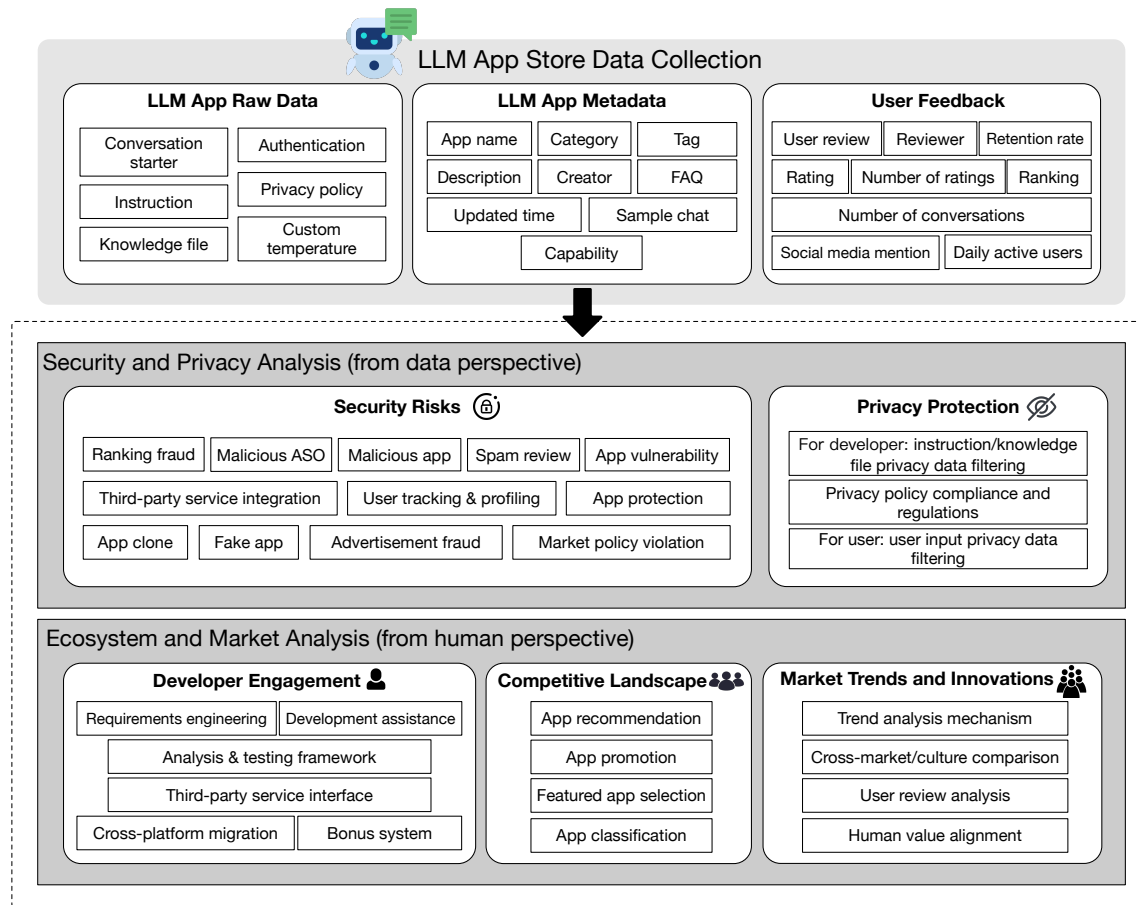 LLM App Store Data Collection
LLM App Raw Data
Conversation
starter
Authentication
Instruction
Privacy policy
Knowledge file
Custom
temperature
LLM App Metadata
App name
Category
Tag
Description
Creator
FAQ
Updated time
Sample chat
Capability
User Feedback
User review
Reviewer
Retention rate
Rating
Number of ratings
Ranking
Number of conversations
Social media mention
Daily active users
Security and Privacy Analysis (from data perspective)
Security Risks
Ranking fraud
Malicious ASO
Malicious app
Spam review
App vulnerability
Third-party service integration
User tracking & profiling
App protection
App clone
Fake app
Advertisement fraud
Market policy violation
Privacy Protection
For developer: instruction/knowledge
file privacy data filtering
Privacy policy compliance and
regulations
For user: user input privacy data
filtering
Ecosystem and Market Analysis (from human perspective)
Developer Engagement
Requirements engineering
Development assistance
Analysis & testing framework
Third-party service interface
Cross-platform migration
Bonus system
Competitive Landscape
App recommendation
App promotion
Featured app selection
App classification
Market Trends and Innovations
Trend analysis mechanism
Cross-market/culture comparison
User review analysis
Human value alignment